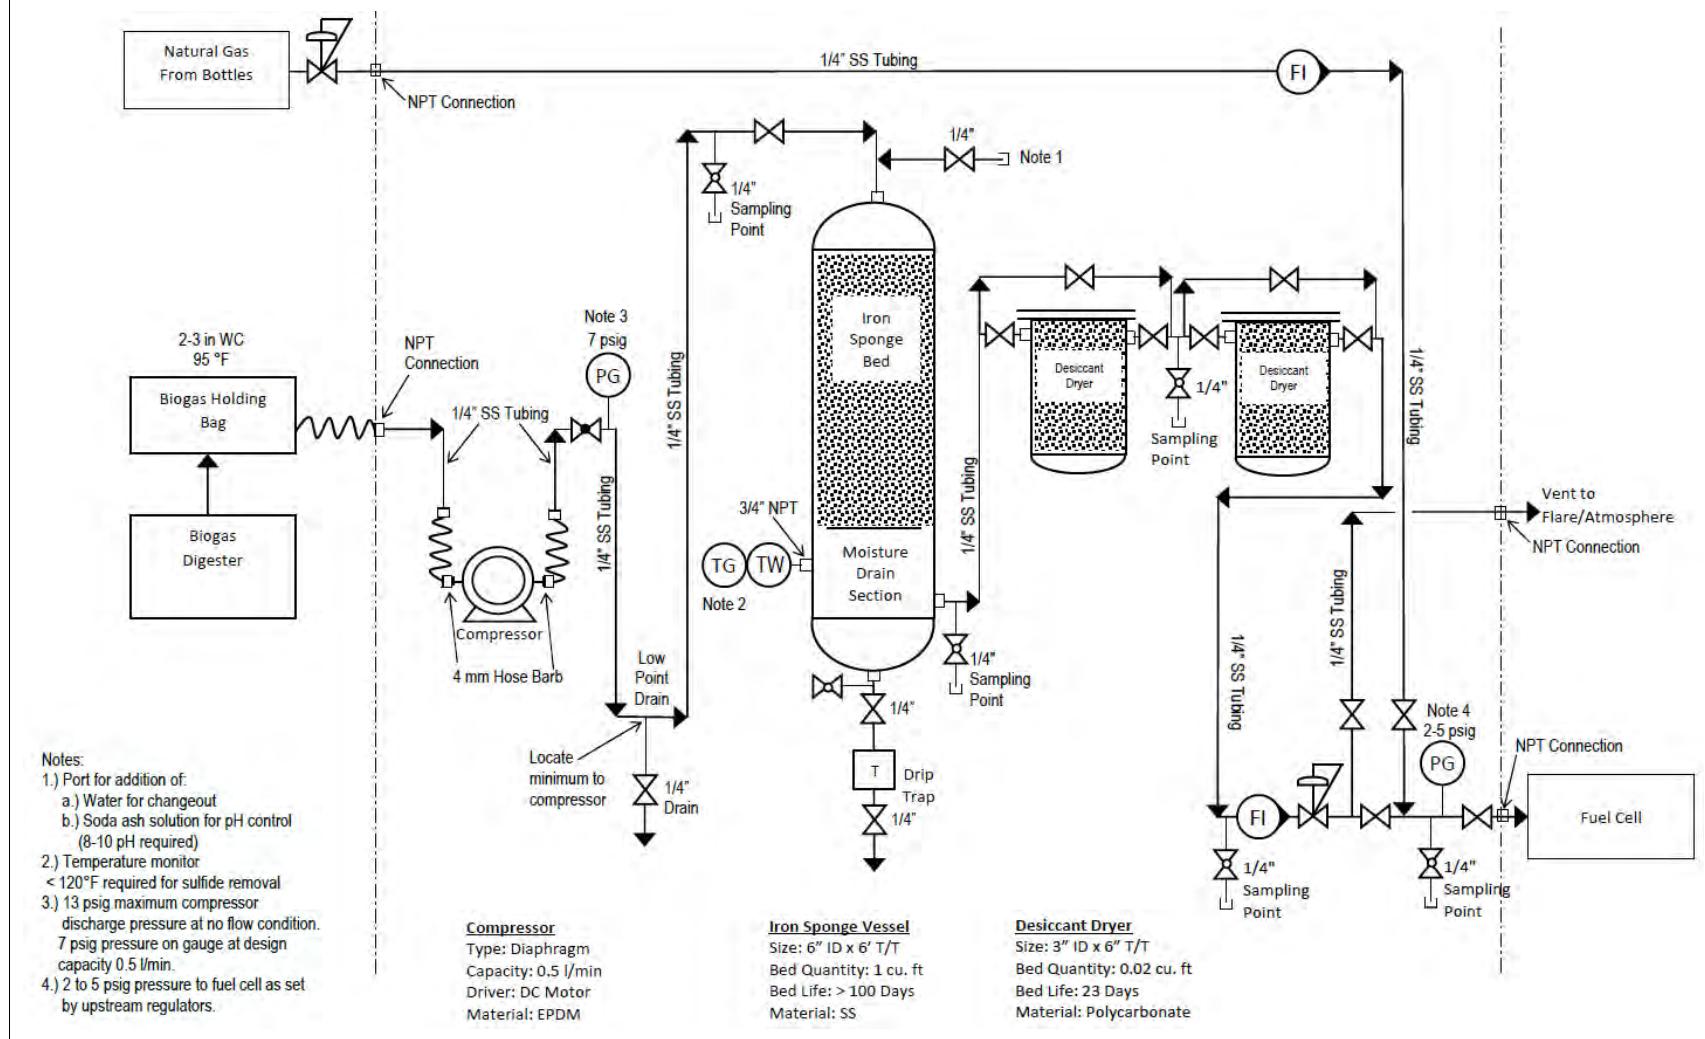 Natural Gas
From Bottles
NPT Connection
1/4" SS Tubing
FI
1/4"
Note 1
1/4"
Sampling
Point
1/4" SS Tubing
Iron
Sponge
Bed
Desiccant
Dryer
Desiccant
Dryer
1/4"
Sampling
Point
1/4" SS Tubing
2-3 in WC
95 °F
Biogas Holding
Bag
Biogas
Digester
NPT
Connection
1/4" SS Tubing
Note 3
7 psig
PG
1/4" SS Tubing
Compressor
4 mm Hose Barb
Low
Point
Drain
Locate
minimum to
compressor
1/4"
Drain
3/4" NPT
TG
TW
Note 2
Moisture
Drain
Section
1/4" SS Tubing
1/4"
Sampling
Point
1/4"
T
Drip
Trap
1/4"
Vent to
Flare/Atmosphere
NPT Connection
1/4" SS Tubing
1/4" SS Tubing
Note 4
2-5 psig
PG
NPT Connection
FI
Fuel Cell
1/4"
Sampling
Point
1/4"
Sampling
Point
Notes:
1.) Port for addition of:
a.) Water for changeout
b.) Soda ash solution for pH control
(8-10 pH required)
2.) Temperature monitor
< 120°F required for sulfide removal
3.) 13 psig maximum compressor
discharge pressure at no flow condition.
7 psig pressure on gauge at design
capacity 0.5 l/min.
4.) 2 to 5 psig pressure to fuel cell as set
by upstream regulators.
Compressor
Type: Diaphragm
Capacity: 0.5 l/min
Driver: DC Motor
Material: EPDM
Iron Sponge Vessel
Size: 6" ID x 6' T/T
Bed Quantity: 1 cu. ft
Bed Life: > 100 Days
Material: SS
Desiccant Dryer
Size: 3" ID x 6" T/T
Bed Quantity: 0.02 cu. ft
Bed Life: 23 Days
Material: Polycarbonate